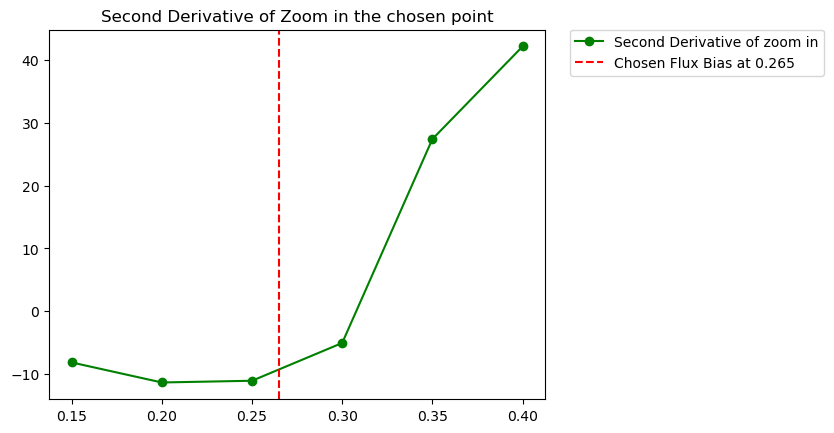 Second Derivative of Zoom in the chosen point
Second Derivative of zoom in
Chosen Flux Bias at 0.265
40
30
20
10
0
−10
0.15 0.20 0.25 0.30 0.35 0.40